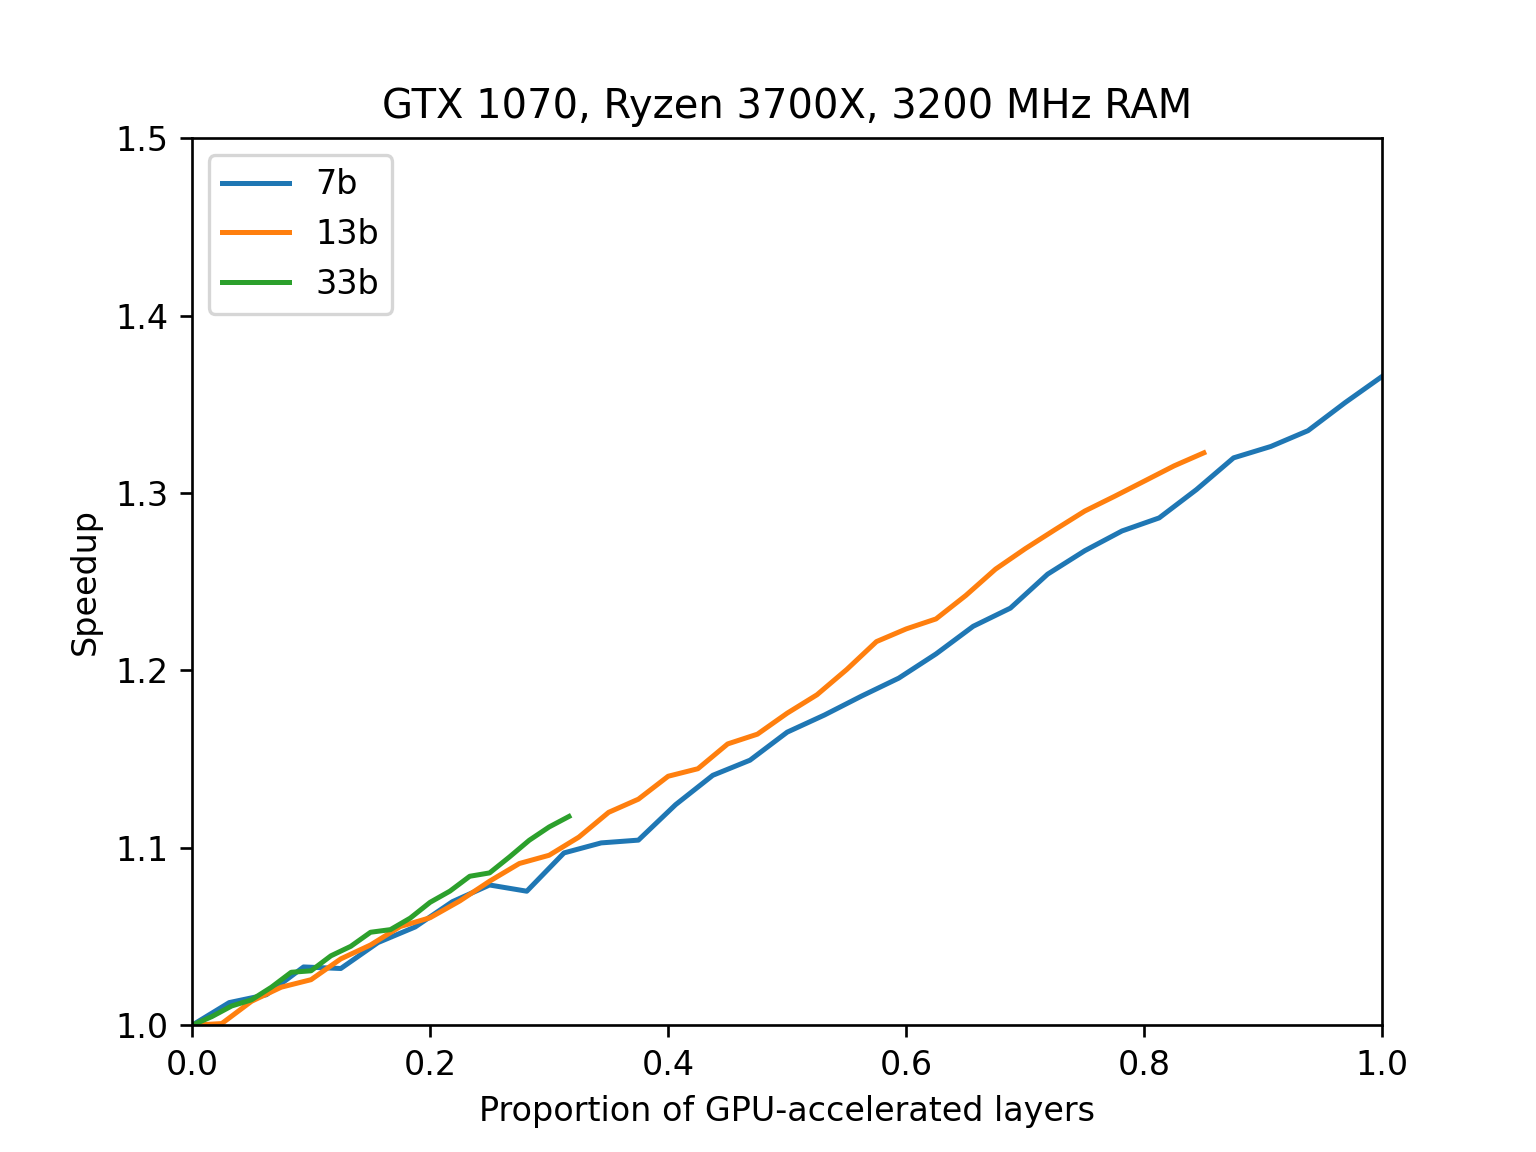 GTX 1070, Ryzen 3700X, 3200 MHz RAM
1.5
7b
13b
33b
1.4
1.3
Speedup
1.2
1.1
1.0
0.0 0.2 0.4 0.6 0.8 1.0
Proportion of GPU-accelerated layers